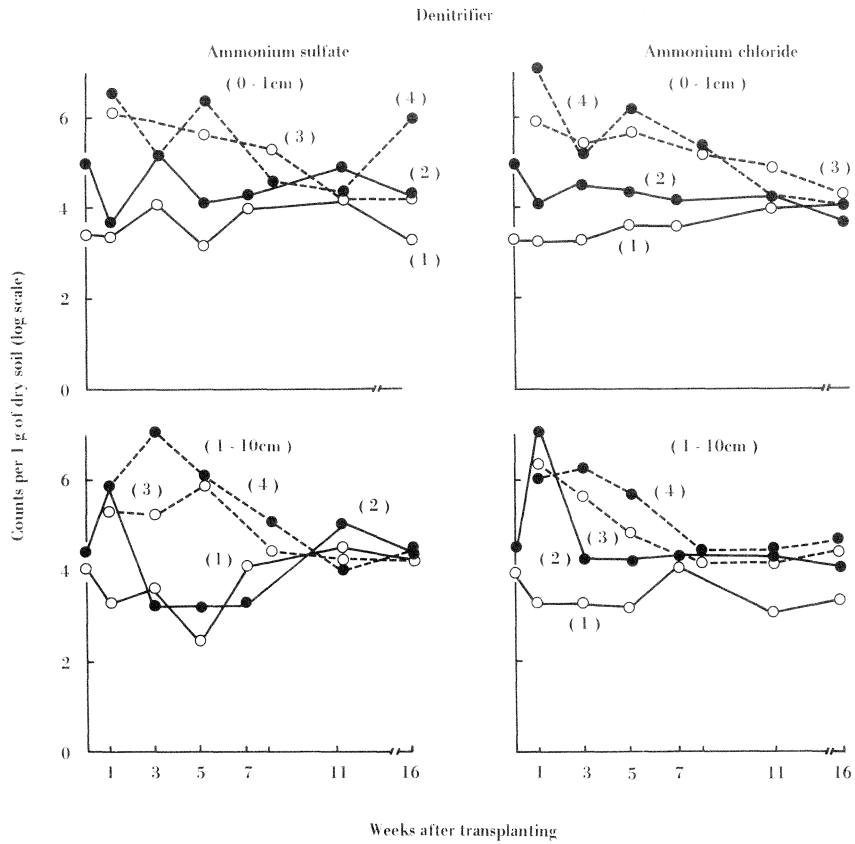 Denitrifier
Ammonium sulfate
Ammonium chloride
( 0 - 1cm )
( 0 - 1cm )
6
4
2
0
( 4 )
( 3 )
( 2 )
( 1 )
( 4 )
( 3 )
( 2 )
( 1 )
Counts per 1 g of dry soil (log scale)
( 1 - 10cm )
( 1 - 10cm )
6
4
2
0
( 3 )
( 4 )
( 2 )
( 1 )
( 4 )
( 3 )
( 2 )
( 1 )
1 3 5 7 11 16
1 3 5 7 11 16
Weeks after transplanting